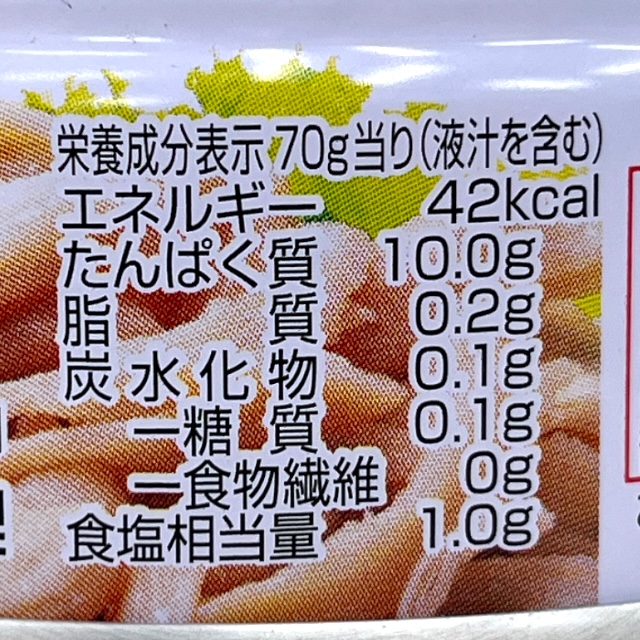 栄養成分表示 70g当り(液汁を含む)
エネルギー 42kcal
たんぱく質 10.0g
脂質 0.2g
炭水化物 0.1g
ー糖質 0.1g
ー食物繊維 0g
食塩相当量 1.0g